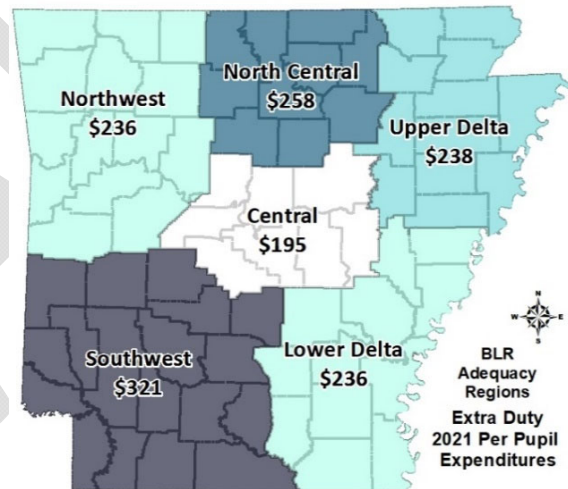 North Central
$258
Northwest
$236
Upper Delta
$238
Central
$195
Southwest
$321
Lower Delta
$236
N
W
E
S
BLR
Adequacy
Regions
Extra Duty
2021 Per Pupil
Expenditures